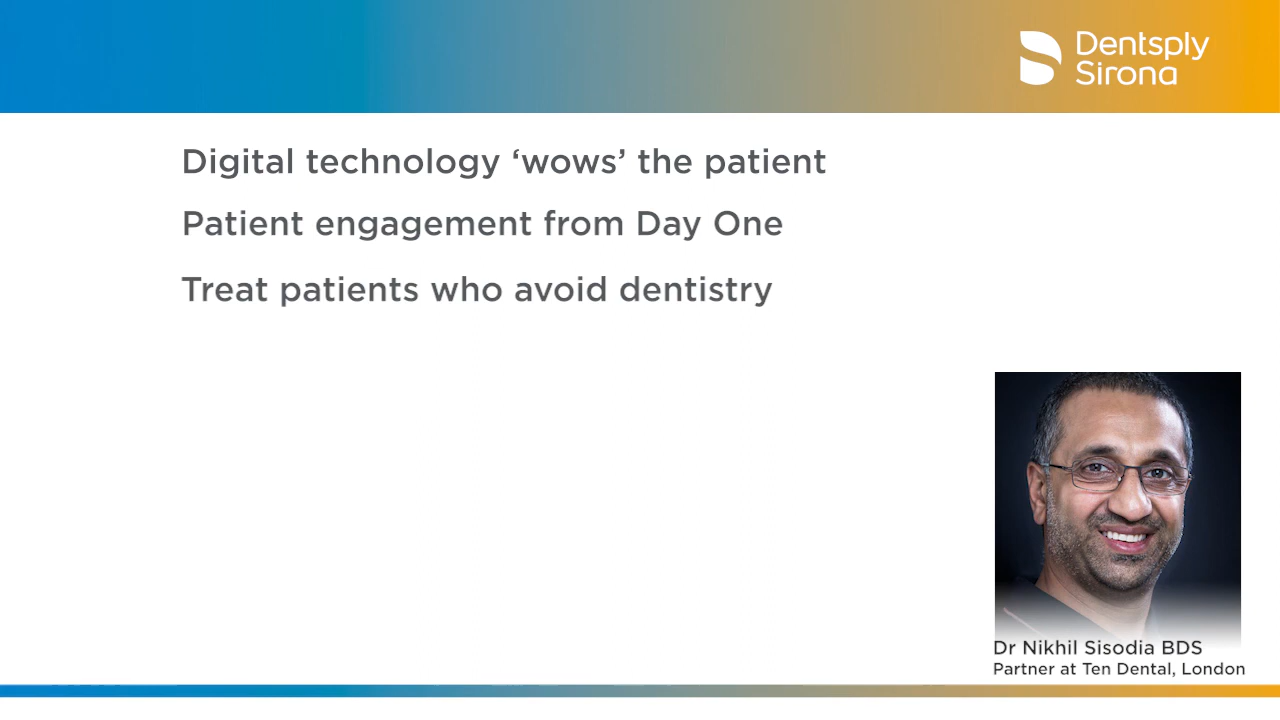 Dentsply
Sirona
Digital technology ‘wows’ the patient
Patient engagement from Day One
Treat patients who avoid dentistry
Dr Nikhil Sisodia BDS
Partner at Ten Dental, London